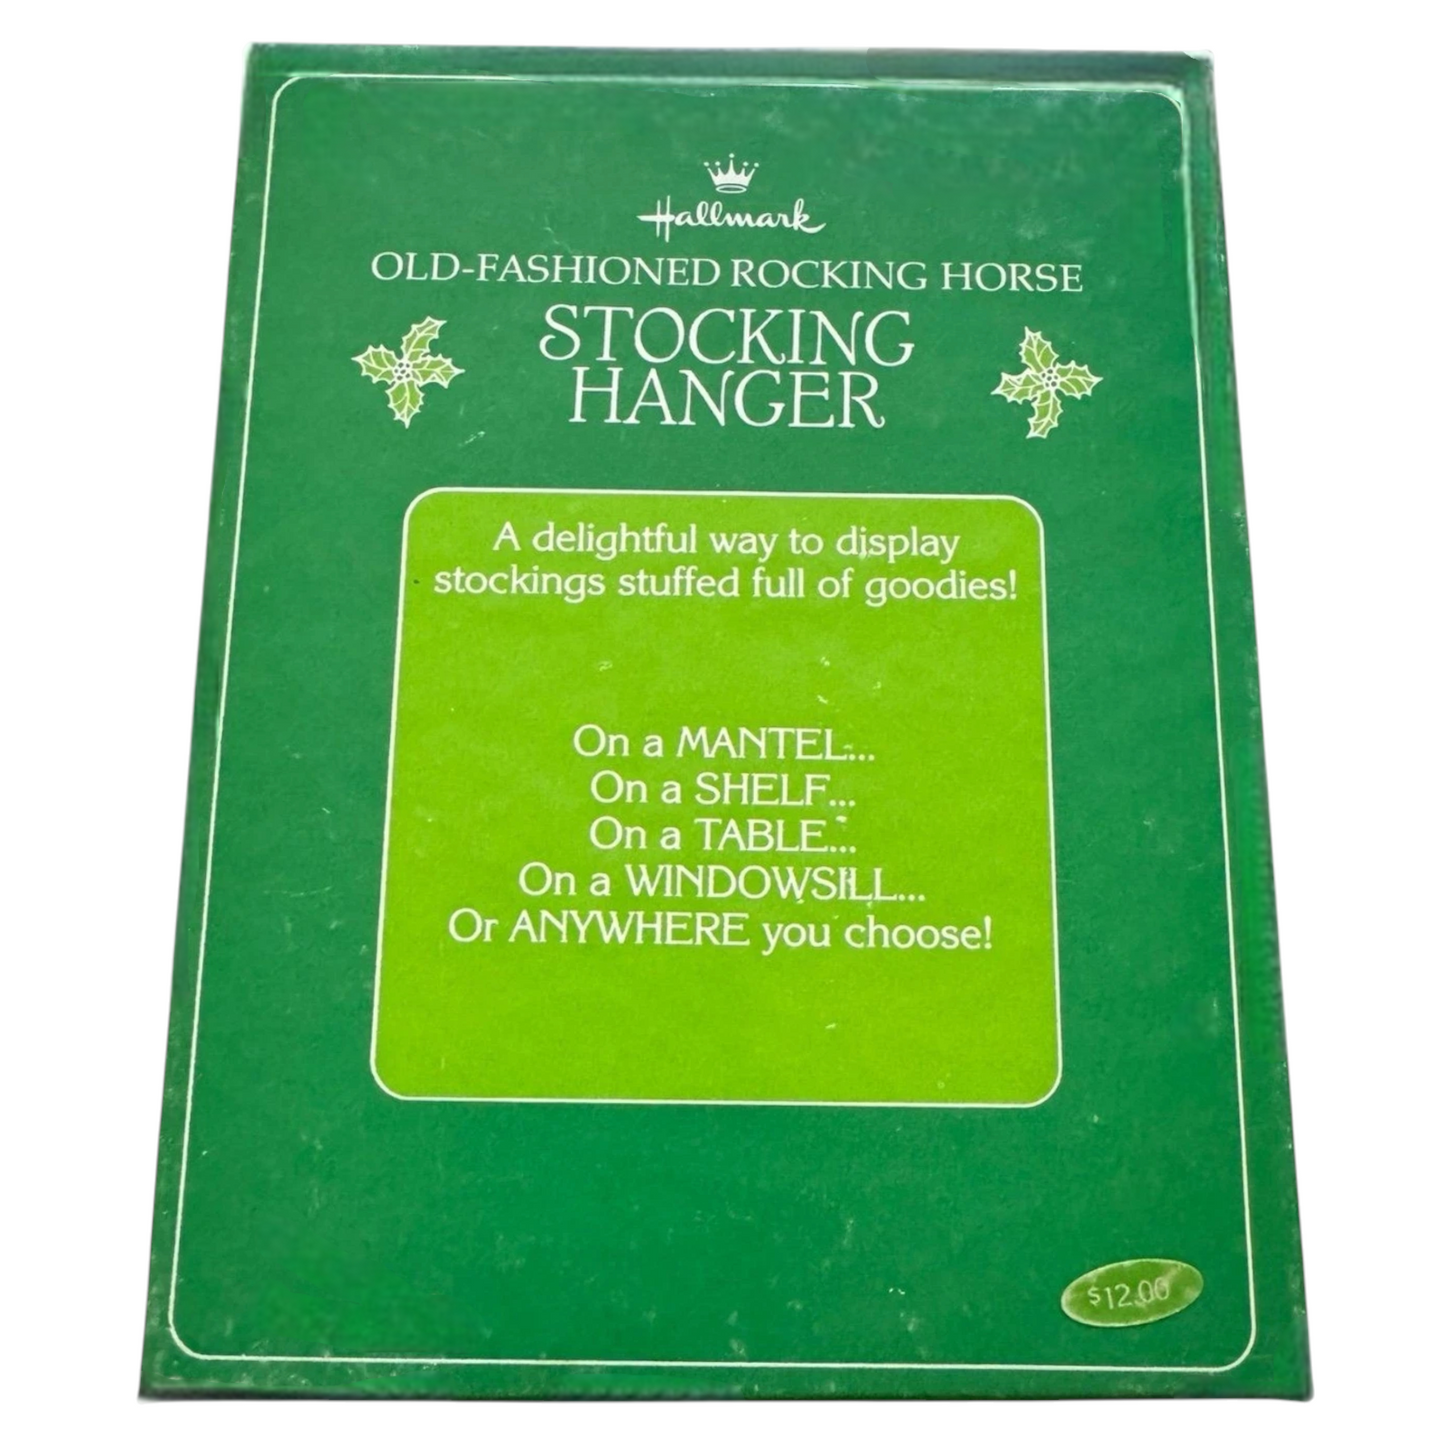 Hallmark
OLD-FASHIONED ROCKING HORSE
STOCKING
HANGER
A delightful way to display
stockings stuffed full of goodies!
On a MANTEL...
On a SHELF...
On a TABLE...
On a WINDOWSILL...
Or ANYWHERE you choose!
$12.00